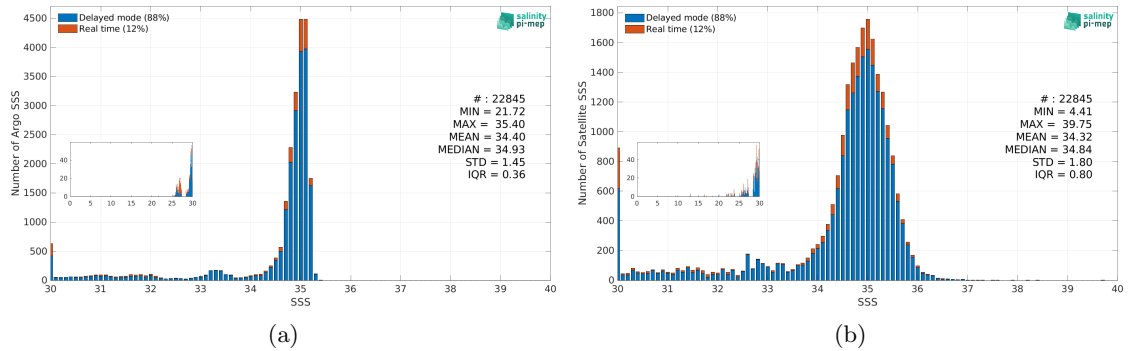 Delayed mode (88%)
Real time (12%)
salinity
pi-mep
Number of Argo SSS
4500
4000
3500
3000
2500
2000
1500
1000
500
0
# : 22845
MIN = 21.72
MAX = 35.40
MEAN = 34.40
MEDIAN = 34.93
STD = 1.45
IQR = 0.36
40
20
0
0 5 10 15 20 25 30
30 31 32 33 34 35 36 37 38 39 40
SSS
(a)
Delayed mode (88%)
Real time (12%)
salinity
pi-mep
Number of Satellite SSS
1800
1600
1400
1200
1000
800
600
400
200
0
# : 22845
MIN = 4.41
MAX = 39.75
MEAN = 34.32
MEDIAN = 34.84
STD = 1.80
IQR = 0.80
40
20
0
0 5 10 15 20 25 30
30 31 32 33 34 35 36 37 38 39 40
SSS
(b)